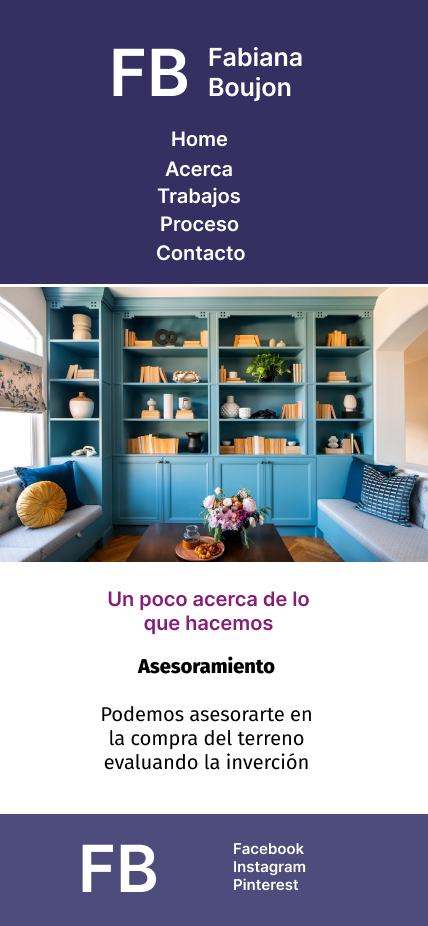 FB
Fabiana
Boujon
Home
Acerca
Trabajos
Proceso
Contacto
Un poco acerca de lo
que hacemos
Asesoramiento
Podemos asesorarte en
la compra del terreno
evaluando la inverción
FB
Facebook
Instagram
Pinterest